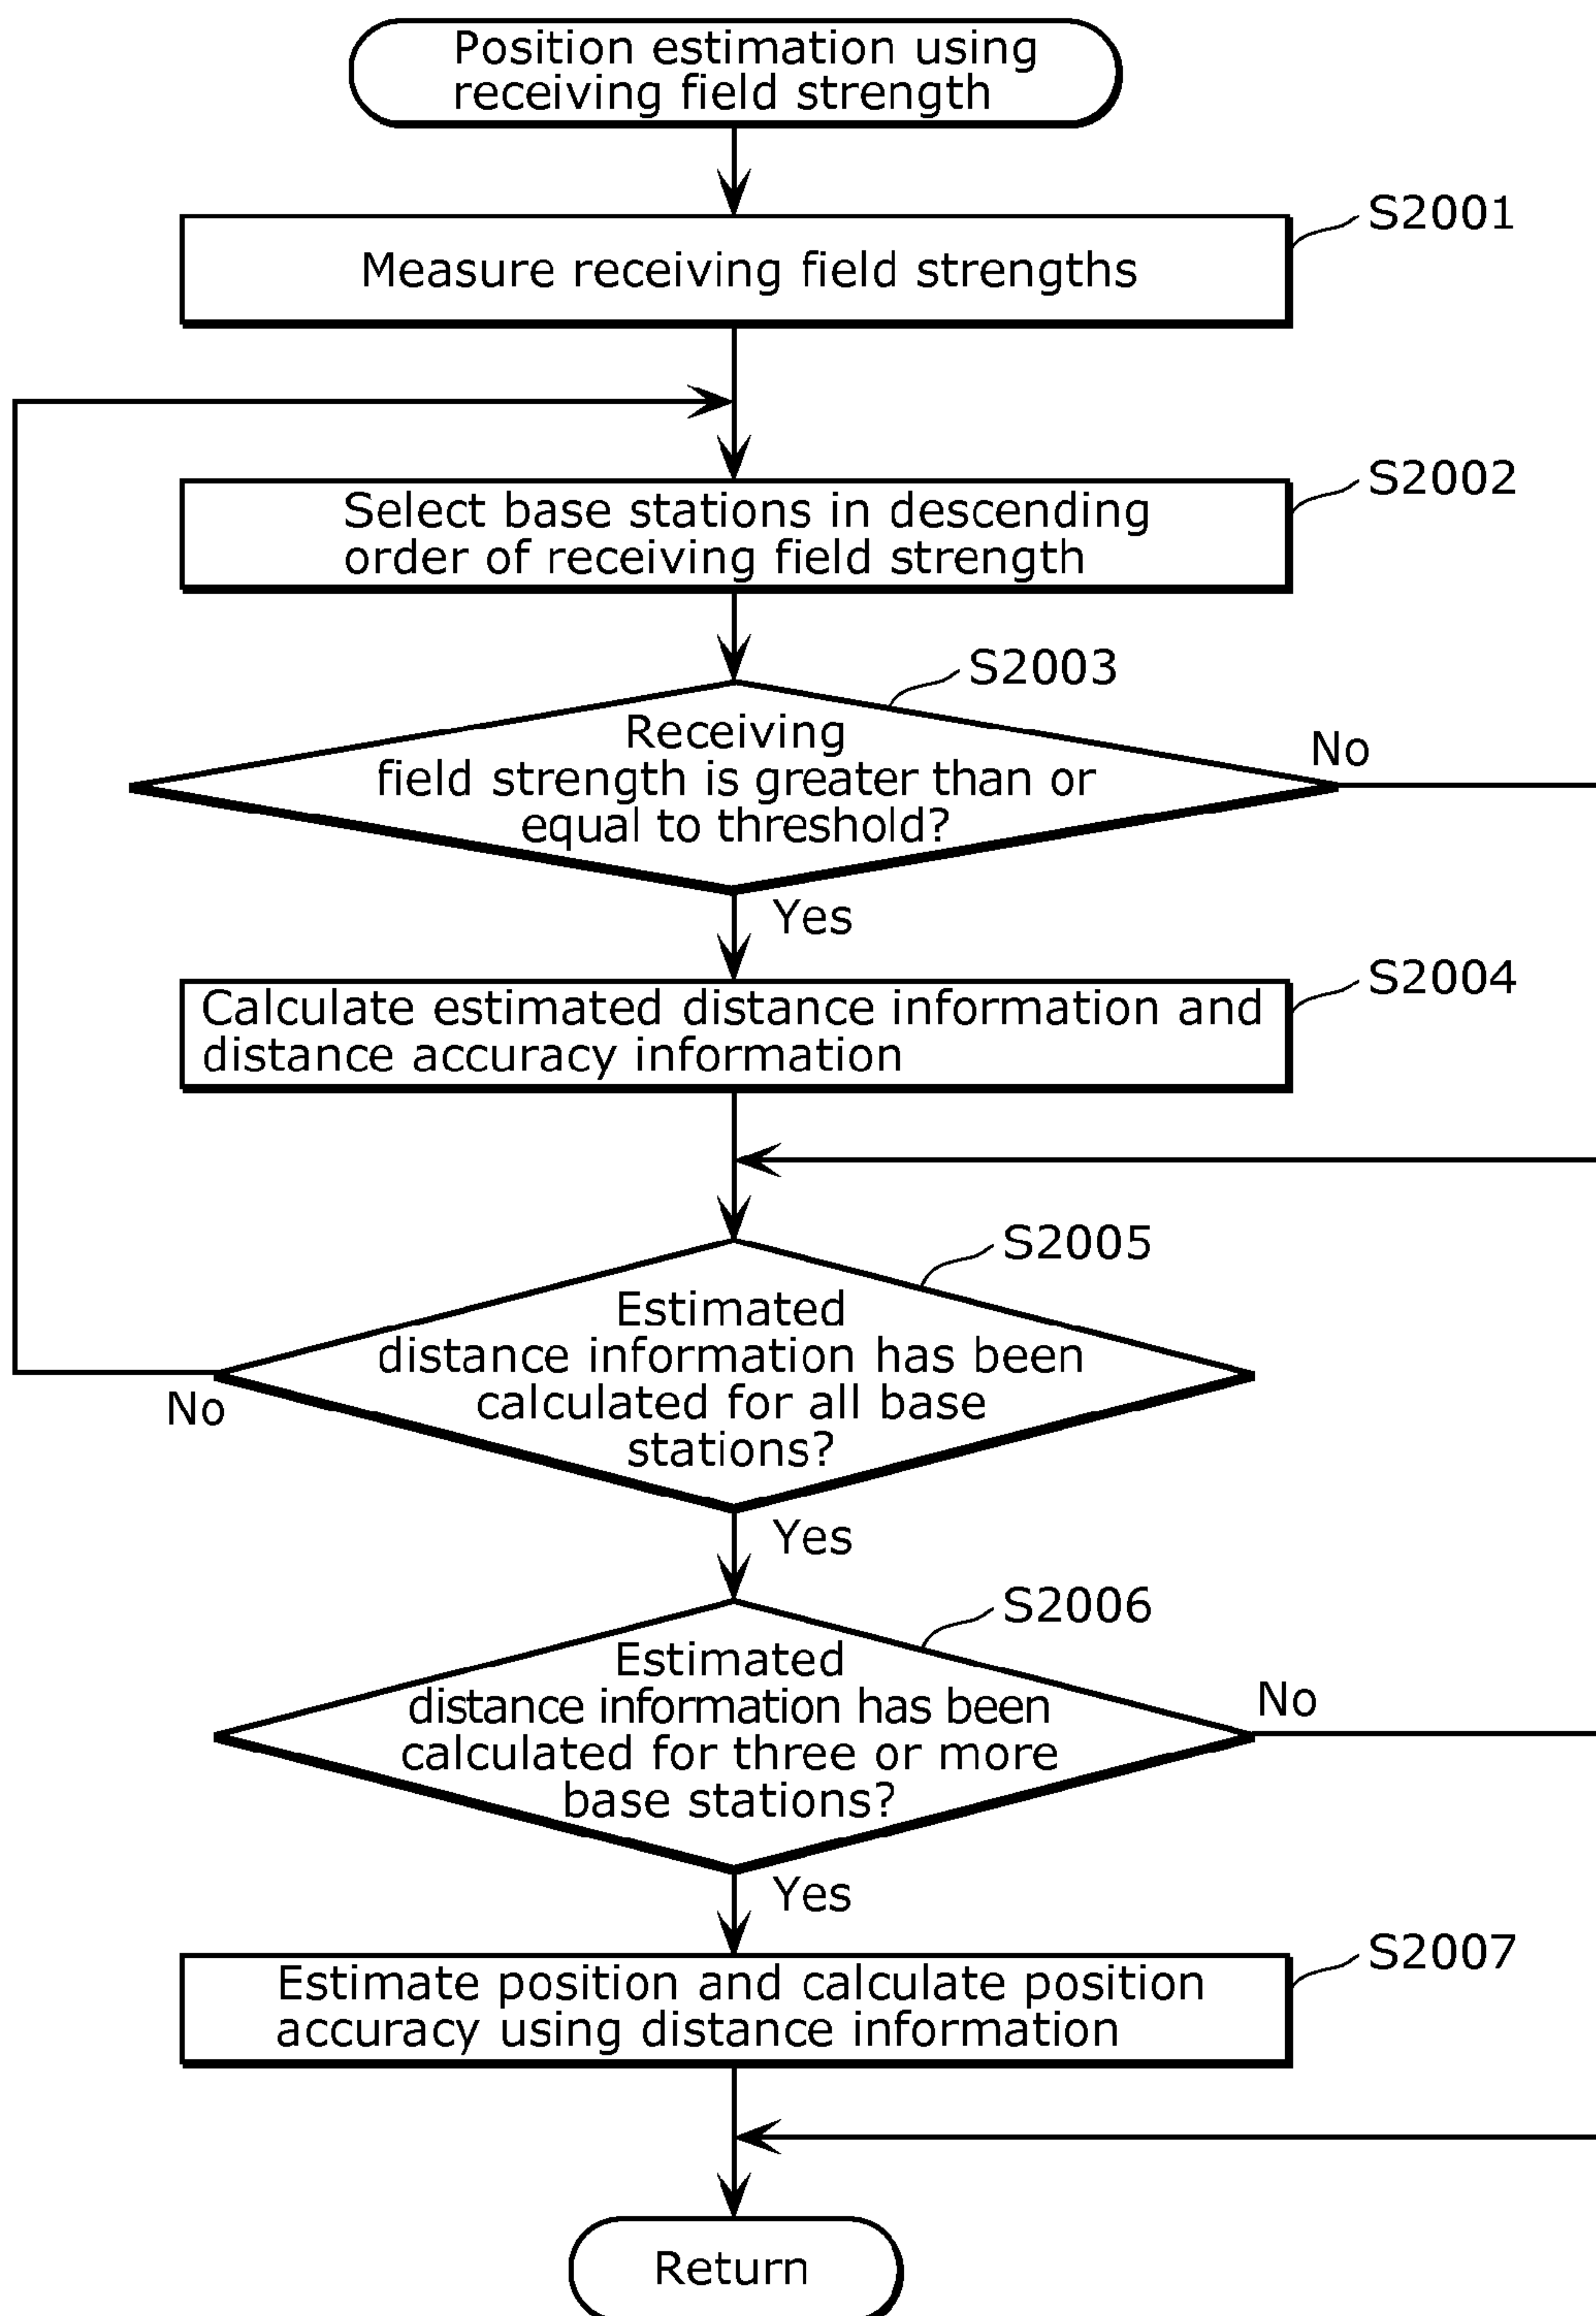 Position estimation using
receiving field strength
S2001
Measure receiving field strengths
S2002
Select base stations in descending
order of receiving field strength
S2003
Receiving
field strength is greater than or
equal to threshold?
No
Yes
S2004
Calculate estimated distance information and
distance accuracy information
S2005
Estimated
distance information has been
calculated for all base
stations?
No
Yes
S2006
Estimated
distance information has been
calculated for three or more
base stations?
No
Yes
S2007
Estimate position and calculate position
accuracy using distance information
Return